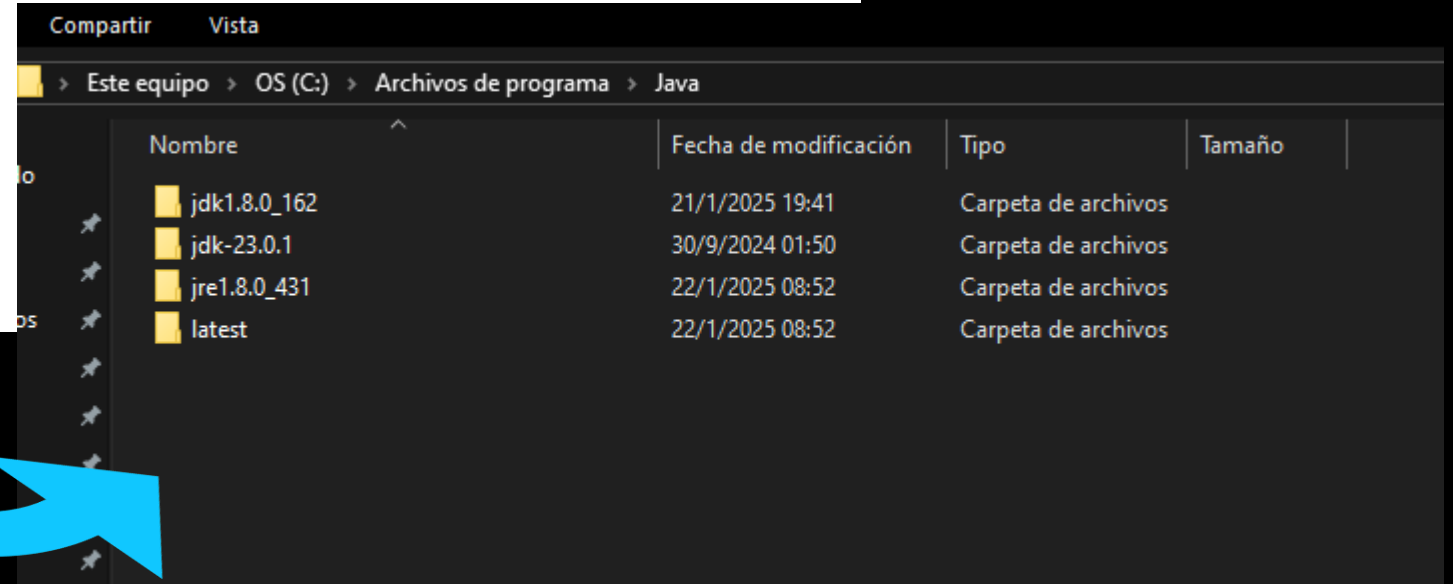 Compartir Vista
> Este equipo > OS (C:) > Archivos de programa > Java
Nombre Fecha de modificación Tipo Tamaño
lo
jdk1.8.0_162 21/1/2025 19:41 Carpeta de archivos
jdk-23.0.1 30/9/2024 01:50 Carpeta de archivos
jre1.8.0_431 22/1/2025 08:52 Carpeta de archivos
os
latest 22/1/2025 08:52 Carpeta de archivos